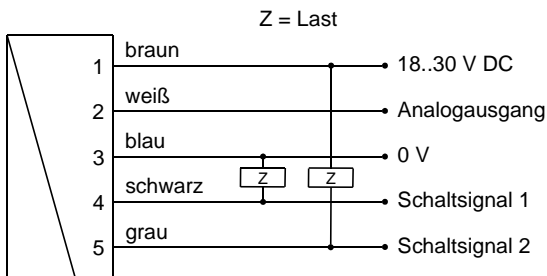 Z = Last
1 braun 18..30 V DC
2 weiß Analogausgang
3 blau 0 V
Z Z
4 schwarz Schaltsignal 1
5 grau Schaltsignal 2